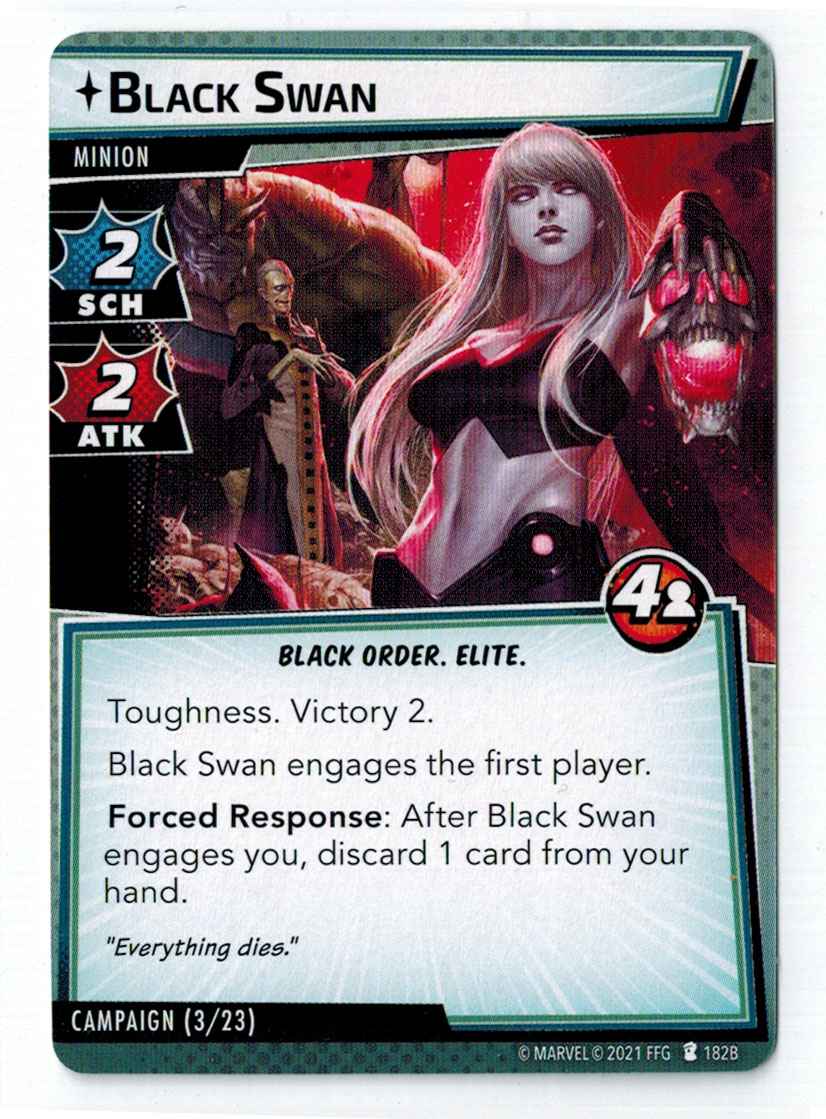 BLACK SWAN
MINION
2
SCH
2
ATK
4
BLACK ORDER. ELITE.
Toughness. Victory 2.
Black Swan engages the first player.
Forced Response: After Black Swan
engages you, discard 1 card from your
hand.
"Everything dies."
CAMPAIGN (3/23)
© MARVEL © 2021 FFG 182B